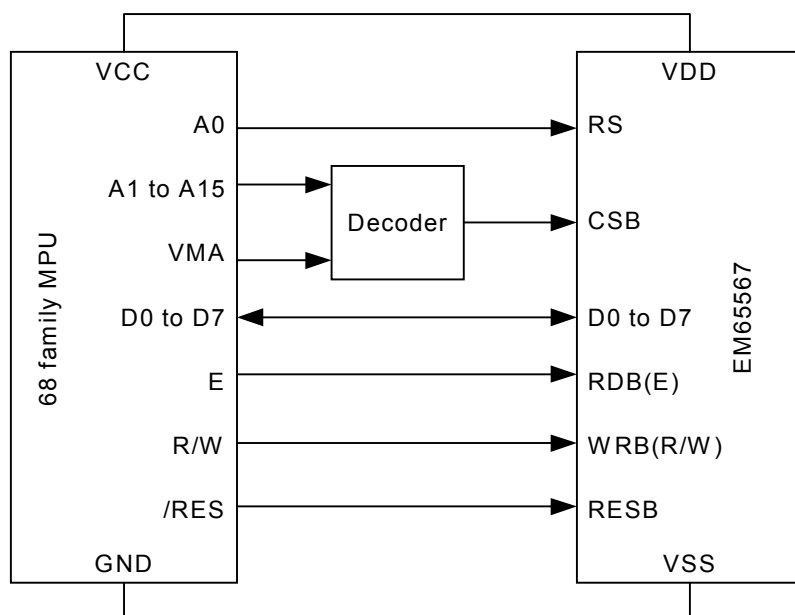 VCC
VDD
A0
RS
A1 to A15
Decoder
CSB
VMA
68 family MPU
D0 to D7
D0 to D7
EM65567
E
RDB(E)
R/W
WRB(R/W)
/RES
RESB
GND
VSS